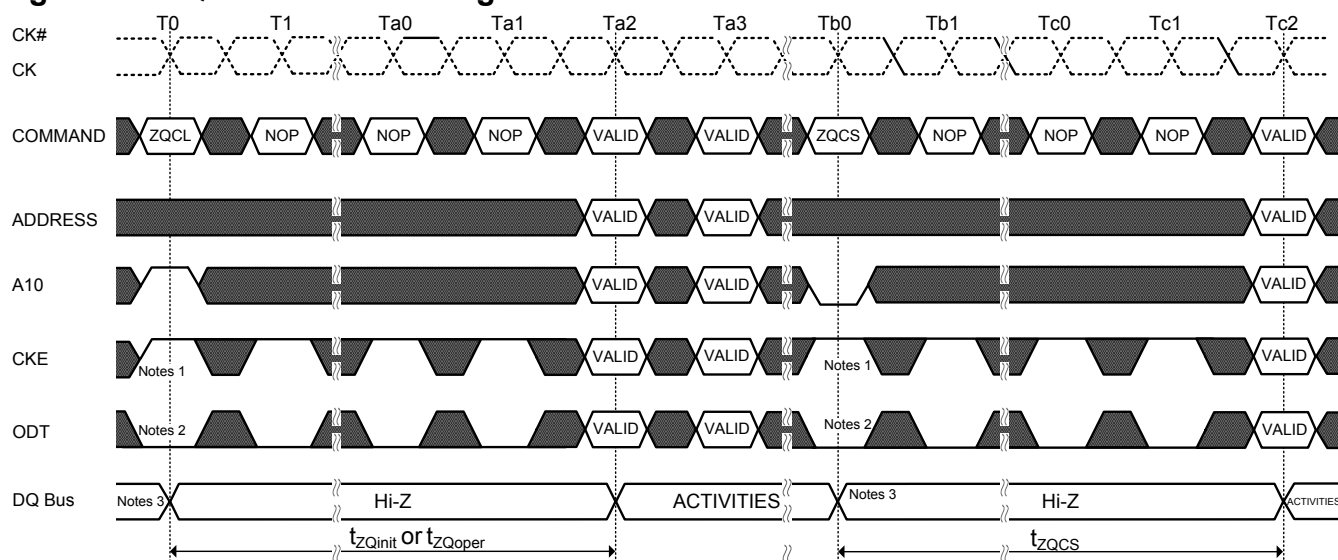 T0 T1 Ta0 Ta1 Ta2 Ta3 Tb0 Tb1 Tc0 Tc1 Tc2
CK#
CK
COMMAND ZQCL NOP NOP NOP VALID VALID ZQCS NOP NOP NOP VALID
ADDRESS VALID VALID VALID
A10 VALID VALID VALID
CKE Notes 1 VALID VALID Notes 1 VALID
ODT Notes 2 VALID VALID Notes 2 VALID
DQ Bus Notes 3 Hi-Z ACTIVITIES Notes 3 Hi-Z ACTIVITIES
tZQinit or tZQoper tZQCS